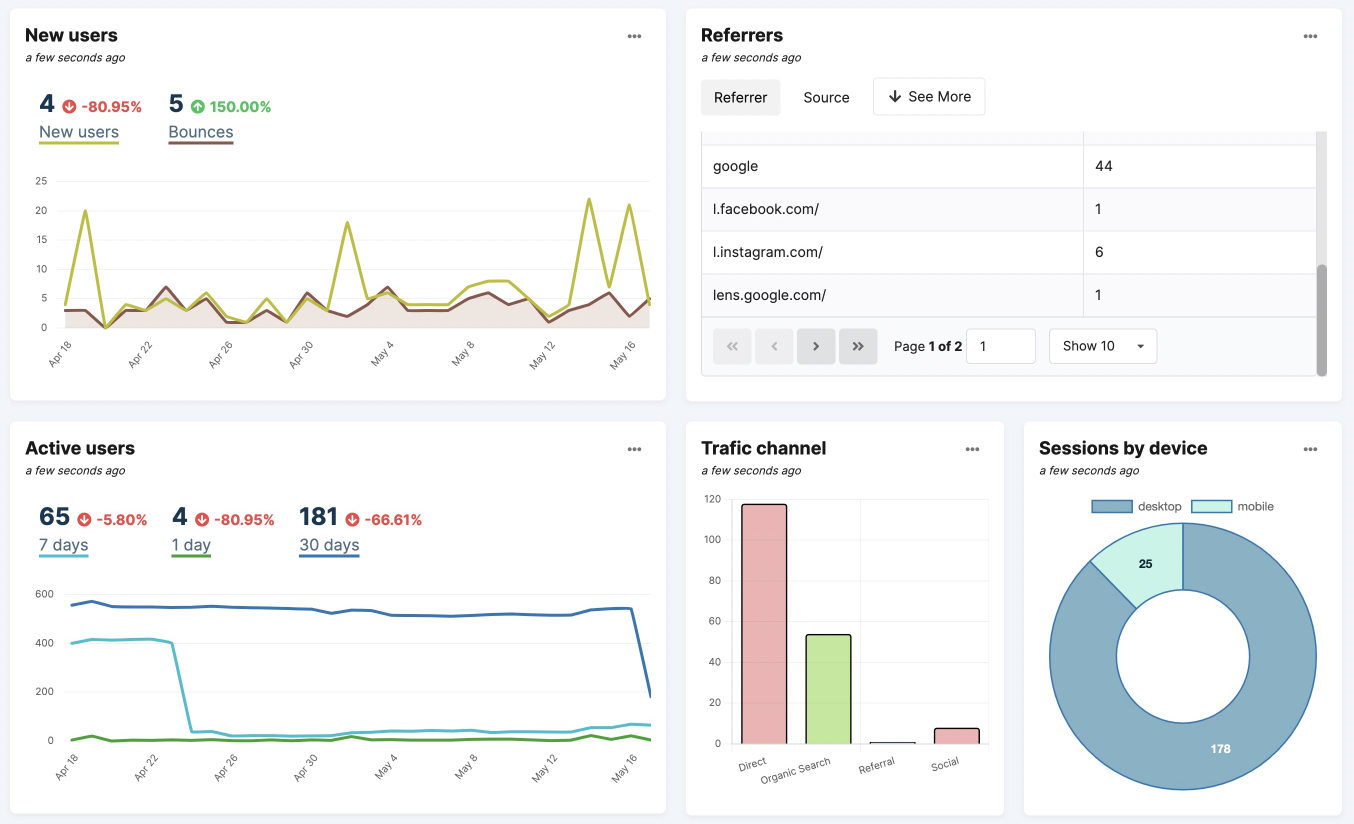 New users
•••
a few seconds ago
4 -80.95%
New users
5 150.00%
Bounces
25
20
15
10
5
0
Apr 18
Apr 22
Apr 26
Apr 30
May 4
May 8
May 12
May 16
Referrers
•••
a few seconds ago
Referrer
Source
See More
google 44
l.facebook.com/ 1
l.instagram.com/ 6
lens.google.com/ 1
Page 1 of 2
1
Show 10
Active users
•••
a few seconds ago
65 -5.80%
7 days
4 -80.95%
1 day
181 -66.61%
30 days
600
400
200
0
Apr 18
Apr 22
Apr 26
Apr 30
May 4
May 8
May 12
May 16
Trafic channel
•••
a few seconds ago
120
100
80
60
40
20
0
Direct
Organic Search
Referral
Social
Sessions by device
•••
a few seconds ago
desktop
mobile
25
178